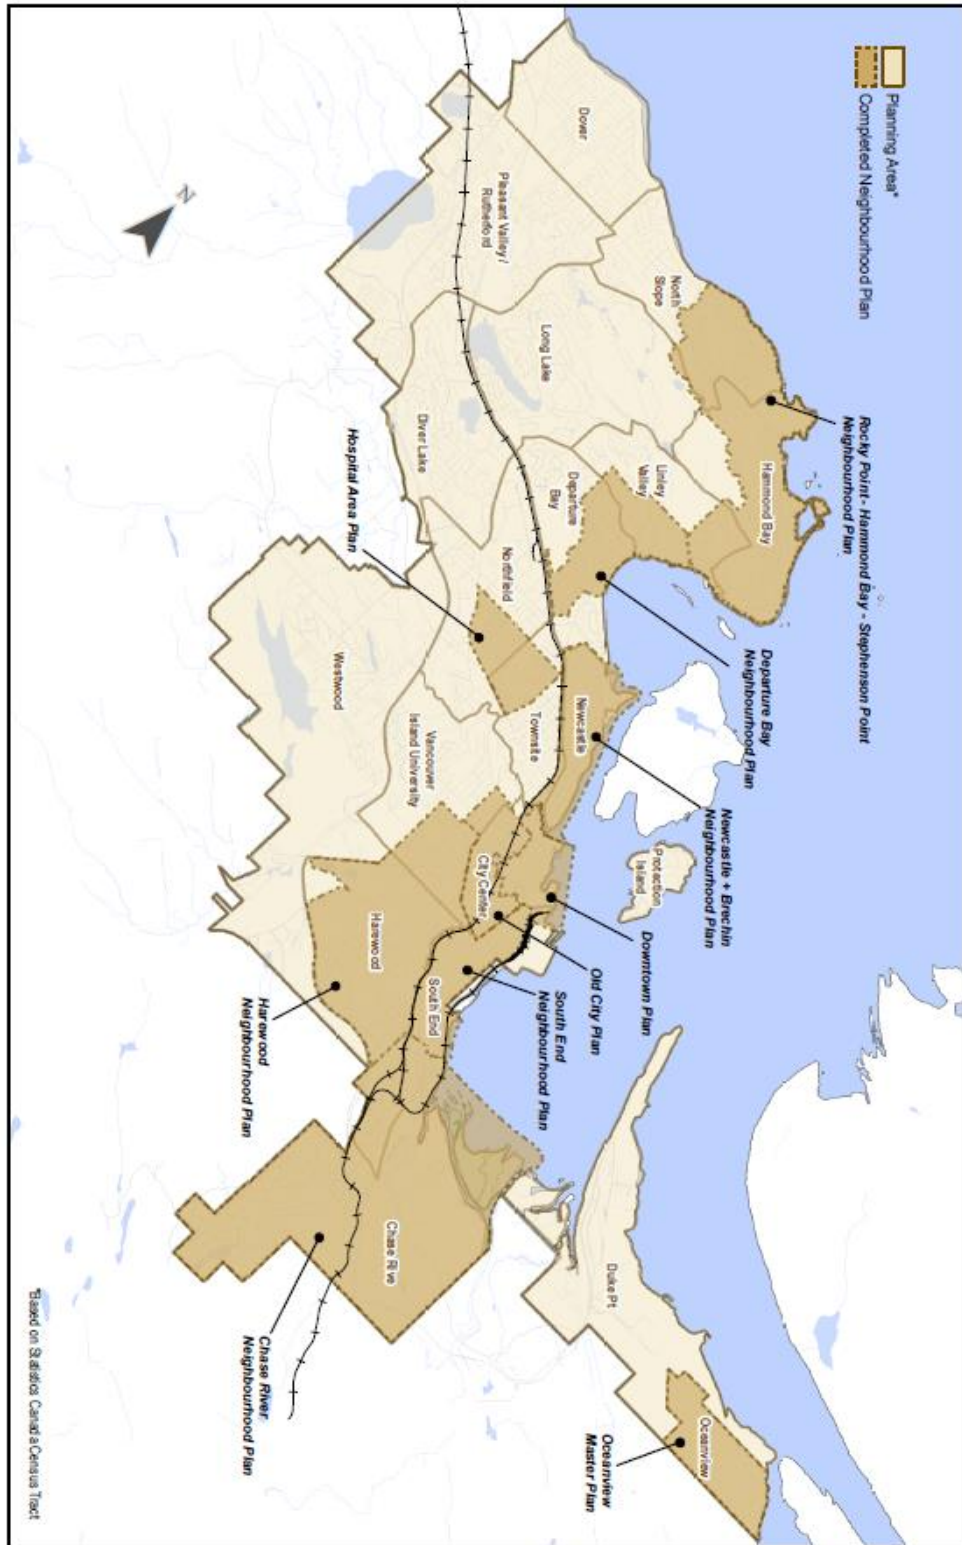 Planning Area*
Completed Neighbourhood Plan
N
Dover
Pleasant Valley /
Rutherford
North
Slope
Long Lake
Diver Lake
Linley
Valley
Departure
Bay
Hammond Bay
Rocky Point - Hammond Bay - Stephenson Point
Neighbourhood Plan
Hospital Area Plan
Northfield
Departure Bay
Neighbourhood Plan
Westwood
Vancouver
Island University
Townsite
Newcastle
Newcastle + Brechin
Neighbourhood Plan
Protection
Island
City Center
Downtown Plan
Old City Plan
South End
Neighbourhood Plan
Harewood
South End
Harewood
Neighbourhood Plan
Chase Rive
Chase River
Neighbourhood Plan
Duke Pt
Oceanview
Oceanview
Master Plan
*Based on Statistics Canada Census Tract